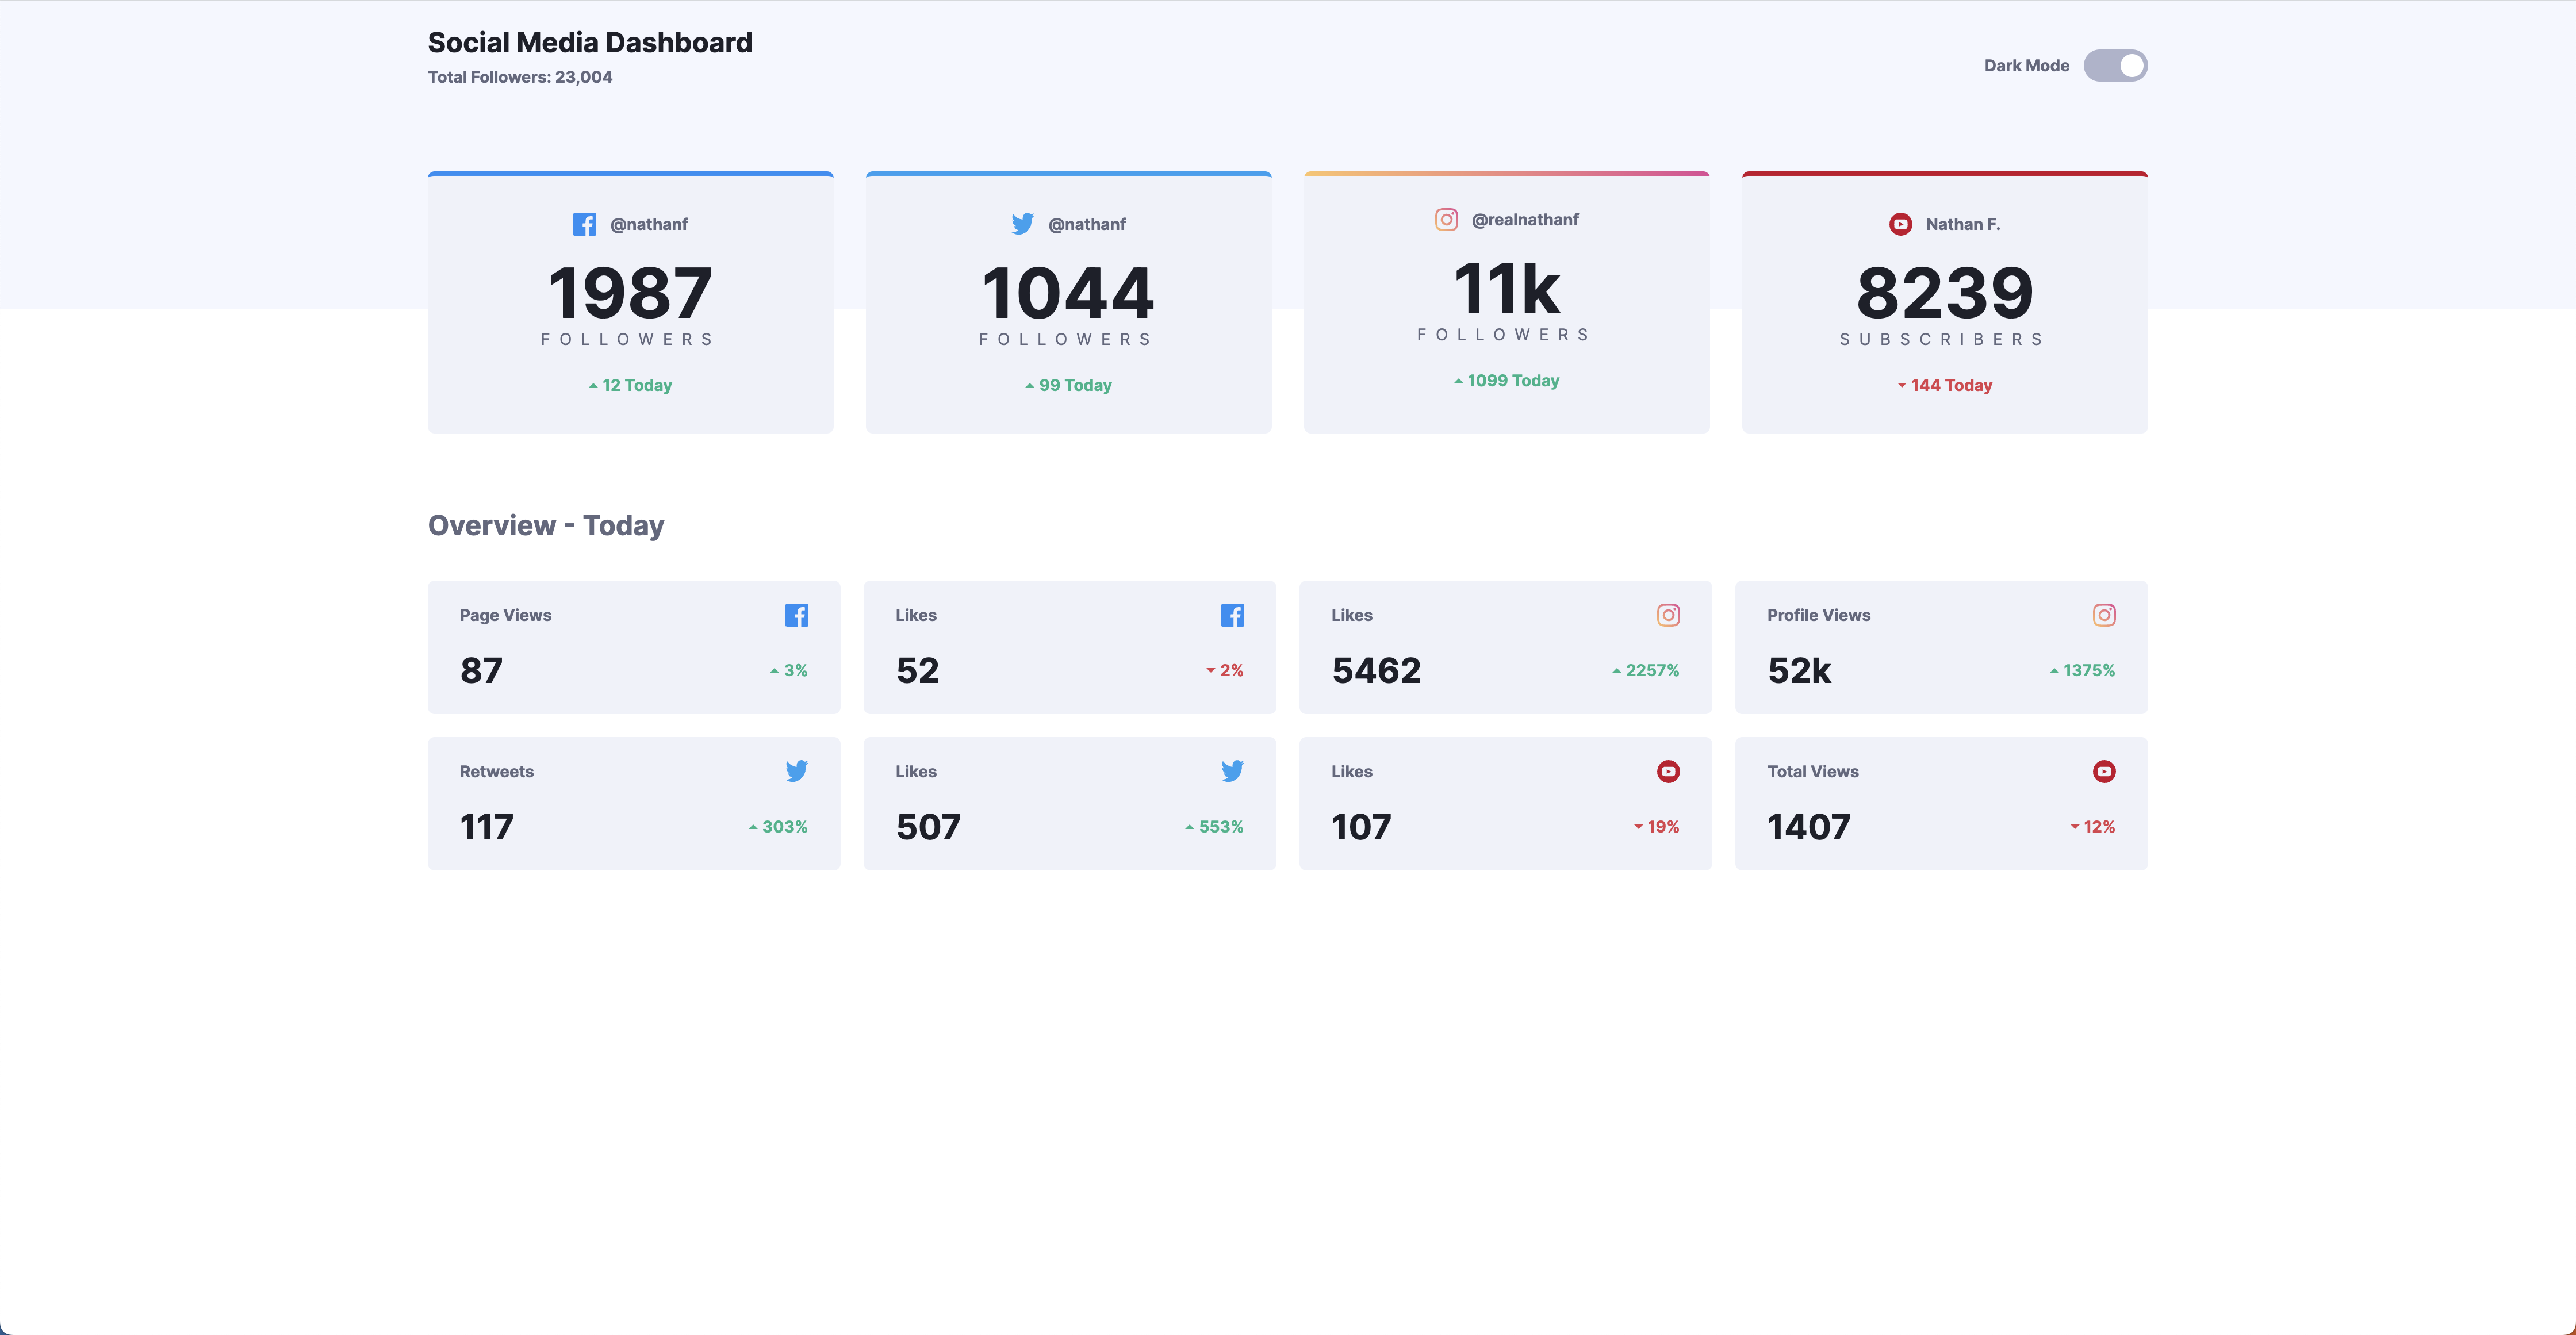 Social Media Dashboard
Total Followers: 23,004
Dark Mode
@nathanf
1987
FOLLOWERS
12 Today
@nathanf
1044
FOLLOWERS
99 Today
@realnathanf
11k
FOLLOWERS
1099 Today
Nathan F.
8239
SUBSCRIBERS
144 Today
Overview - Today
Page Views
87
3%
Likes
52
2%
Likes
5462
2257%
Profile Views
52k
1375%
Retweets
117
303%
Likes
507
553%
Likes
107
19%
Total Views
1407
12%